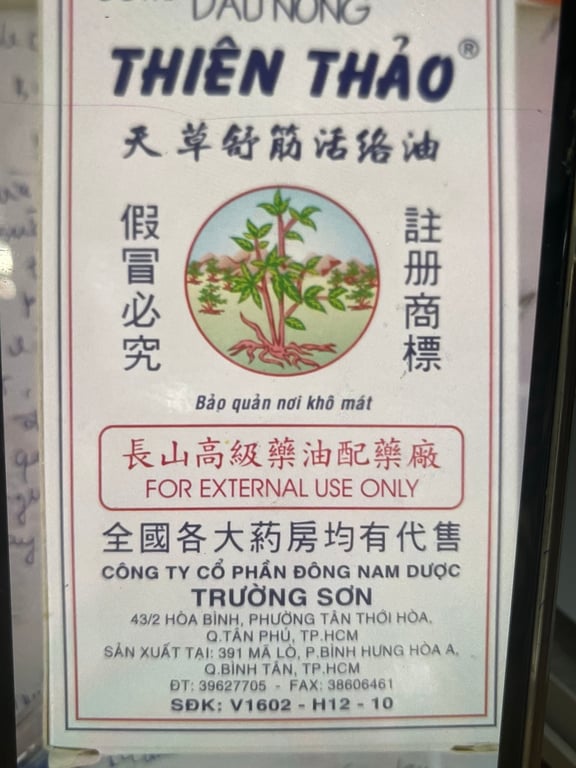 DẦU NÓNG
THIÊN THẢO®
天草舒筋活络油
假冒必究
註册商標
Bảo quản nơi khô mát
長山高級藥油配藥廠
FOR EXTERNAL USE ONLY
全國各大葯房均有代售
CÔNG TY CỔ PHẦN ĐÔNG NAM DƯỢC
TRƯỜNG SƠN
43/2 HÒA BÌNH, PHƯỜNG TÂN THỚI HÒA,
Q.TÂN PHÚ, TP.HCM
SẢN XUẤT TẠI: 391 MÃ LÒ, P.BÌNH HƯNG HÒA A,
Q.BÌNH TÂN, TP.HCM
ĐT: 39627705 - FAX: 38606461
SĐK: V1602 - H12 - 10